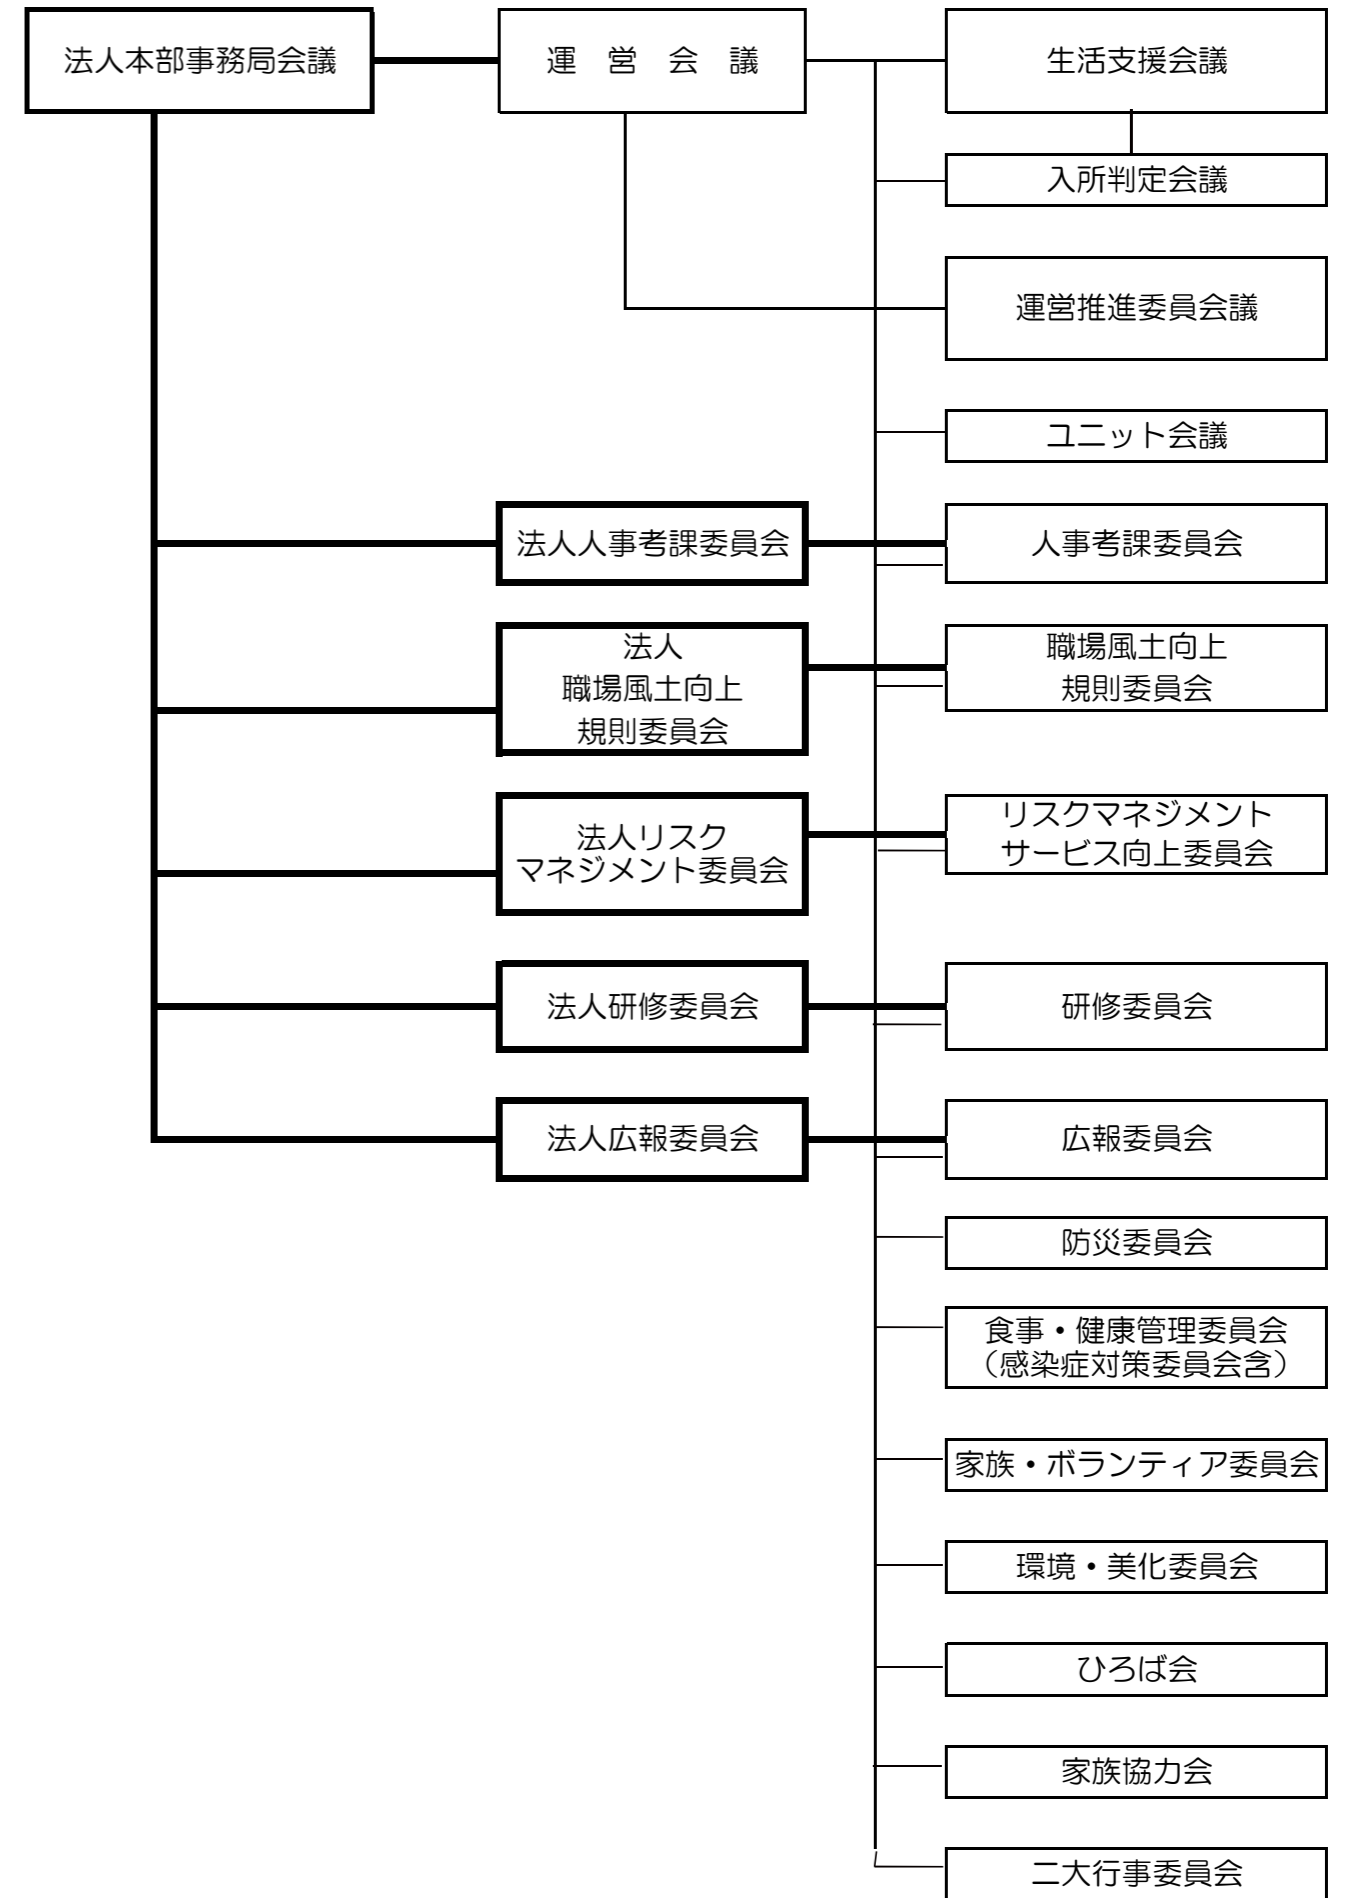 法人本部事務局会議
運　営　会　議
生活支援会議
入所判定会議
運営推進委員会議
ユニット会議
法人人事考課委員会
人事考課委員会
法人
職場風土向上
規則委員会
職場風土向上
規則委員会
法人リスク
マネジメント委員会
リスクマネジメント
サービス向上委員会
法人研修委員会
研修委員会
法人広報委員会
広報委員会
防災委員会
食事・健康管理委員会
（感染症対策委員会含）
家族・ボランティア委員会
環境・美化委員会
ひろば会
家族協力会
二大行事委員会